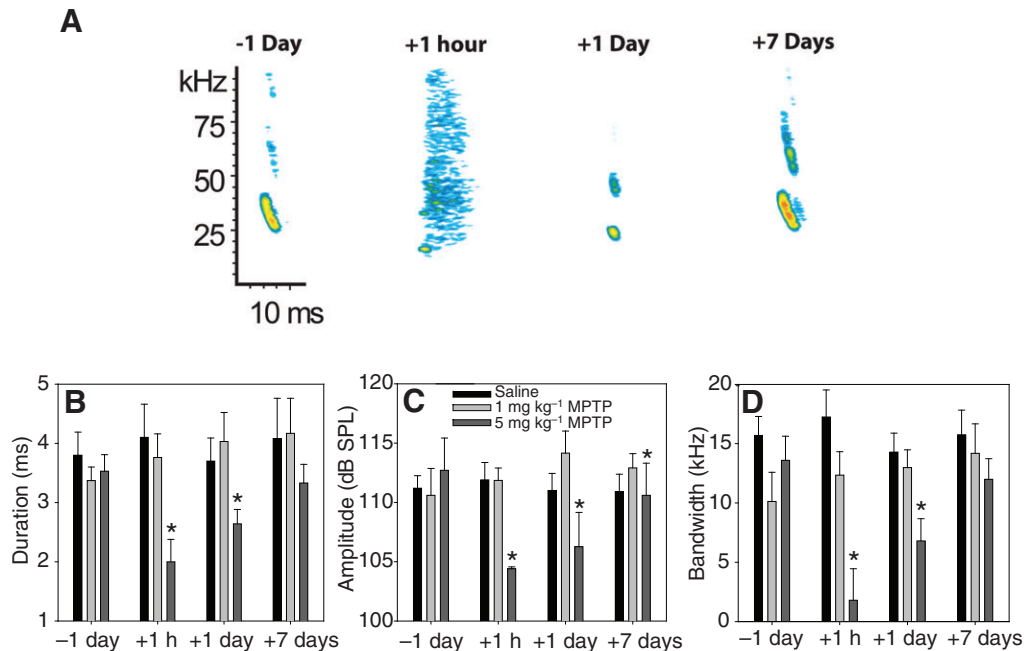 A
-1 Day +1 hour +1 Day +7 Days
kHz
75
50
25
10 ms
B
Duration (ms)
5
4
3
2
1
*
*
–1 day +1 h +1 day +7 days
C
Amplitude (dB SPL)
120
115
110
105
100
Saline
1 mg kg–1 MPTP
5 mg kg–1 MPTP
*
*
*
–1 day +1 h +1 day +7 days
D
Bandwidth (kHz)
20
15
10
5
0
*
*
–1 day +1 h +1 day +7 days